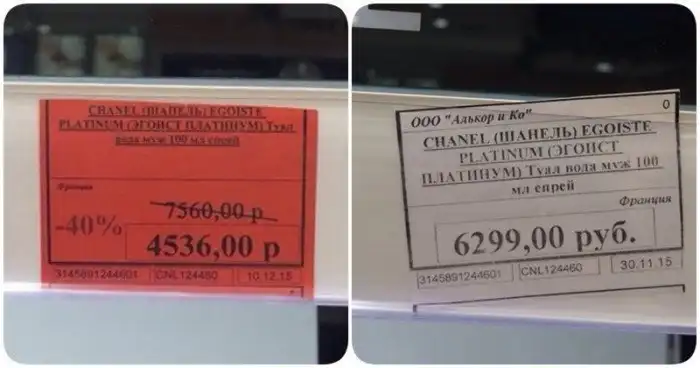 CHANEL (ШАНЕЛЬ) EGOISTE
PLATINUM (ЭГОИСТ ПЛАТИНУМ) Туал
вода муж 100 мл спрей
Франция
-40%
7560,00 р
4536,00 р
3145891244601
CNL124460
10.12.15
0
ООО "Алькор и Ко"
CHANEL (ШАНЕЛЬ) EGOISTE
PLATINUM (ЭГОИСТ
ПЛАТИНУМ) Туал вода муж 100
мл спрей
Франция
6299,00 руб.
3145891244601
CNL124460
30.11.15